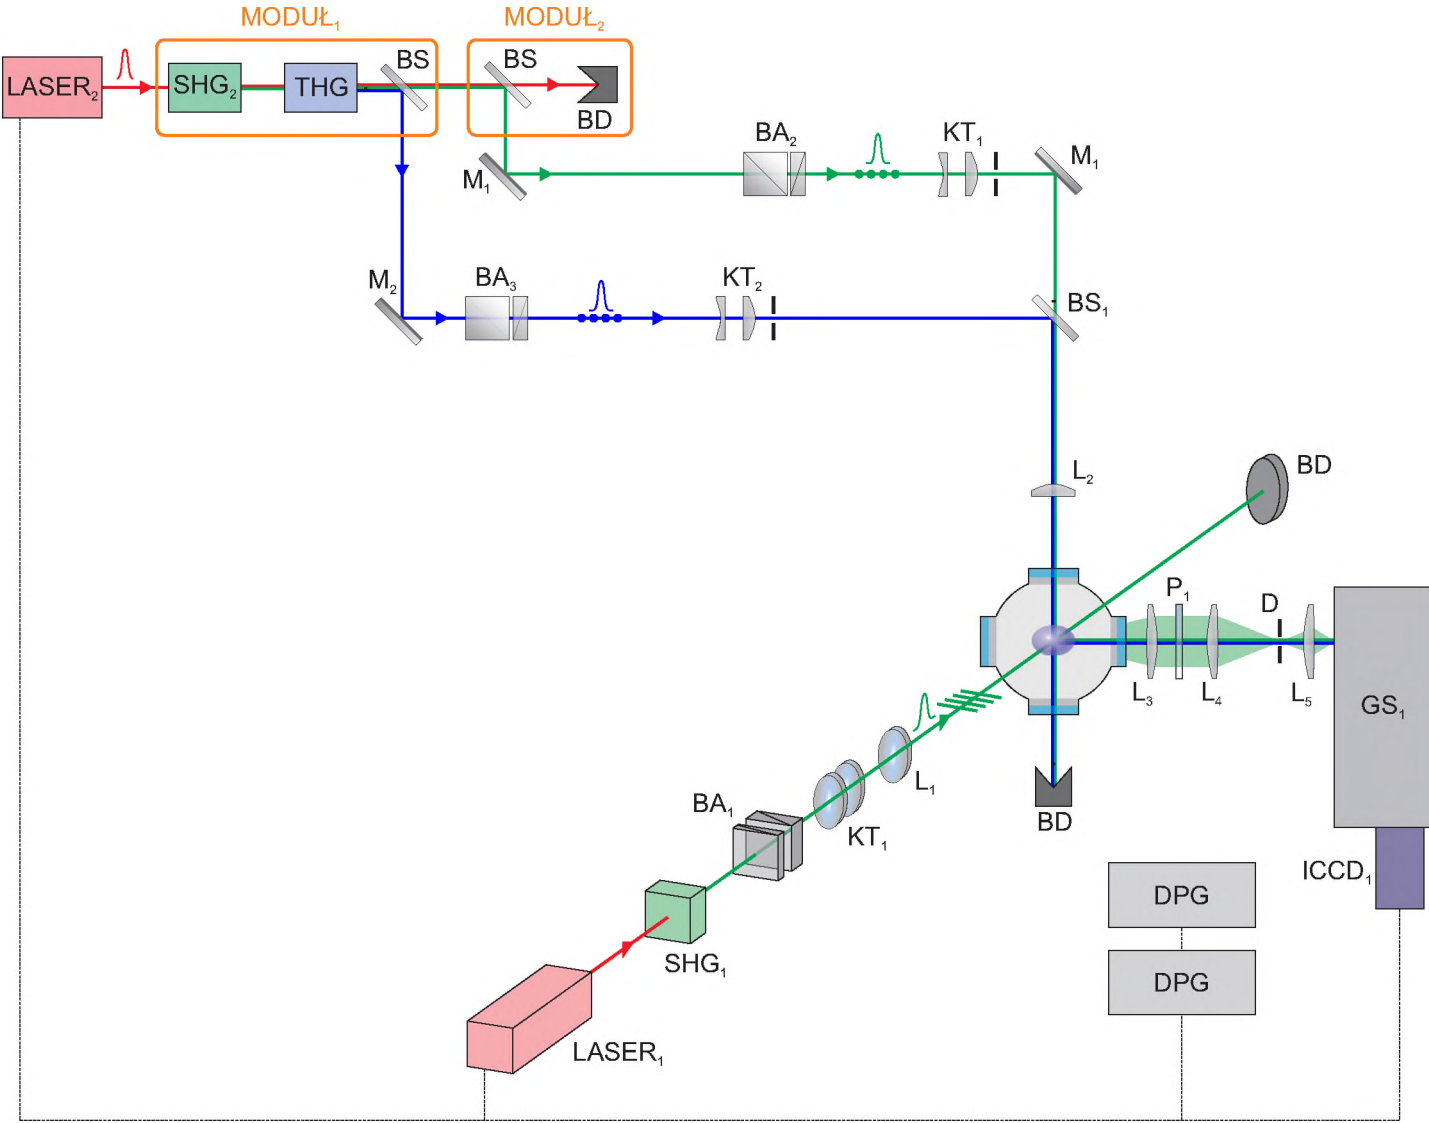 MODUŁ₁
MODUŁ₂
LASER₂
SHG₂
THG
BS
BS
BD
M₁
BA₂
KT₁
M₁
M₂
BA₃
KT₂
BS₁
L₂
BD
P₁
D
L₃
L₄
L₅
GS₁
L₁
BA₁
KT₁
BD
ICCD₁
DPG
SHG₁
DPG
LASER₁